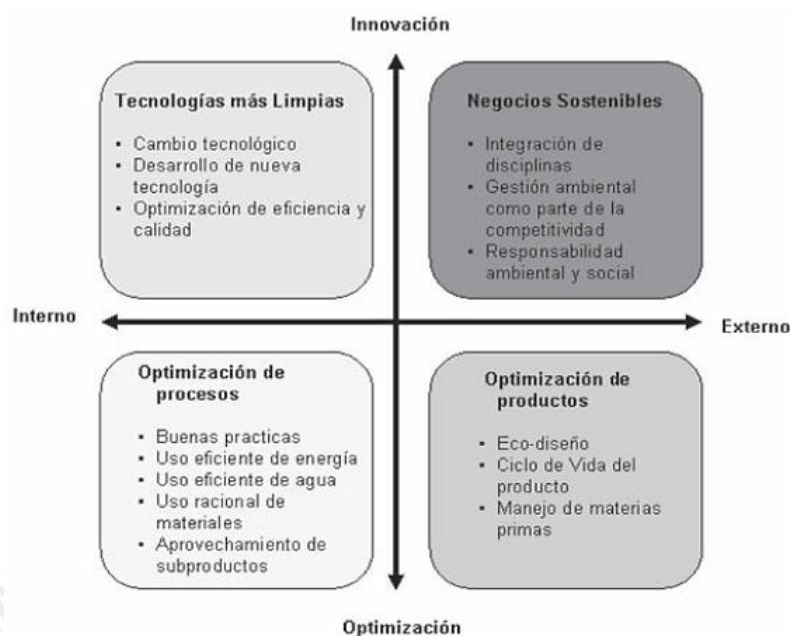 Innovación
Tecnologías más Limpias
▪ Cambio tecnológico
▪ Desarrollo de nueva
tecnología
▪ Optimización de eficiencia y
calidad
Negocios Sostenibles
▪ Integración de
disciplinas
▪ Gestión ambiental
como parte de la
competitividad
▪ Responsabilidad
ambiental y social
Interno
Externo
Optimización de
procesos
▪ Buenas practicas
▪ Uso eficiente de energía
▪ Uso eficiente de agua
▪ Uso racional de
materiales
▪ Aprovechamiento de
subproductos
Optimización de
productos
▪ Eco-diseño
▪ Ciclo de Vida del
producto
▪ Manejo de materias
primas
Optimización